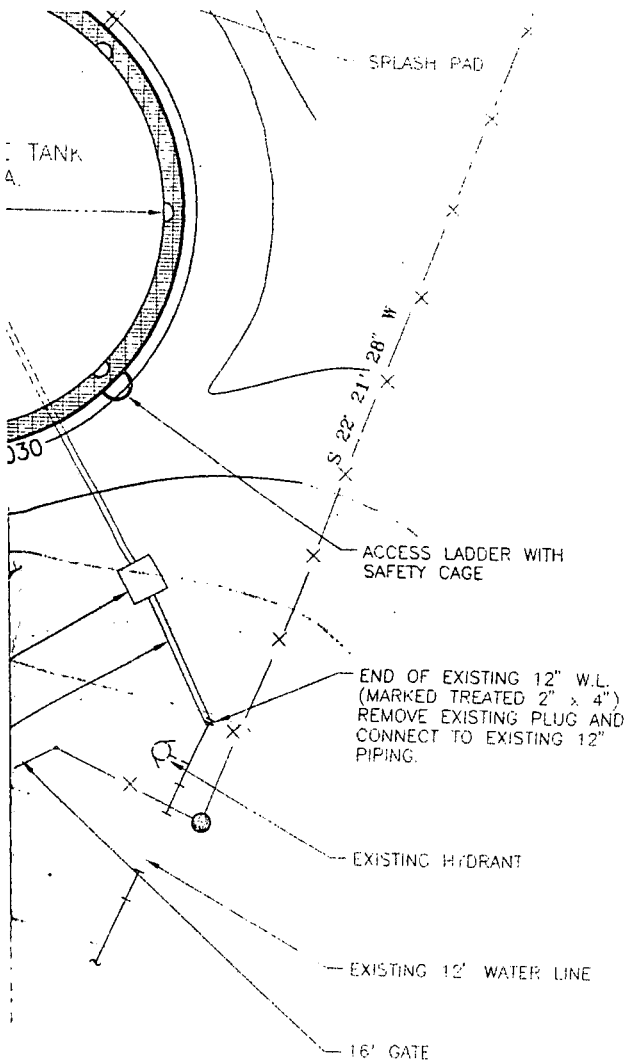 SPLASH PAD
TANK
A.
S 22° 21' 28" W
030
ACCESS LADDER WITH
SAFETY CAGE
END OF EXISTING 12" W.L.
(MARKED TREATED 2" x 4")
REMOVE EXISTING PLUG AND
CONNECT TO EXISTING 12"
PIPING.
EXISTING HYDRANT
EXISTING 12" WATER LINE
16' GATE